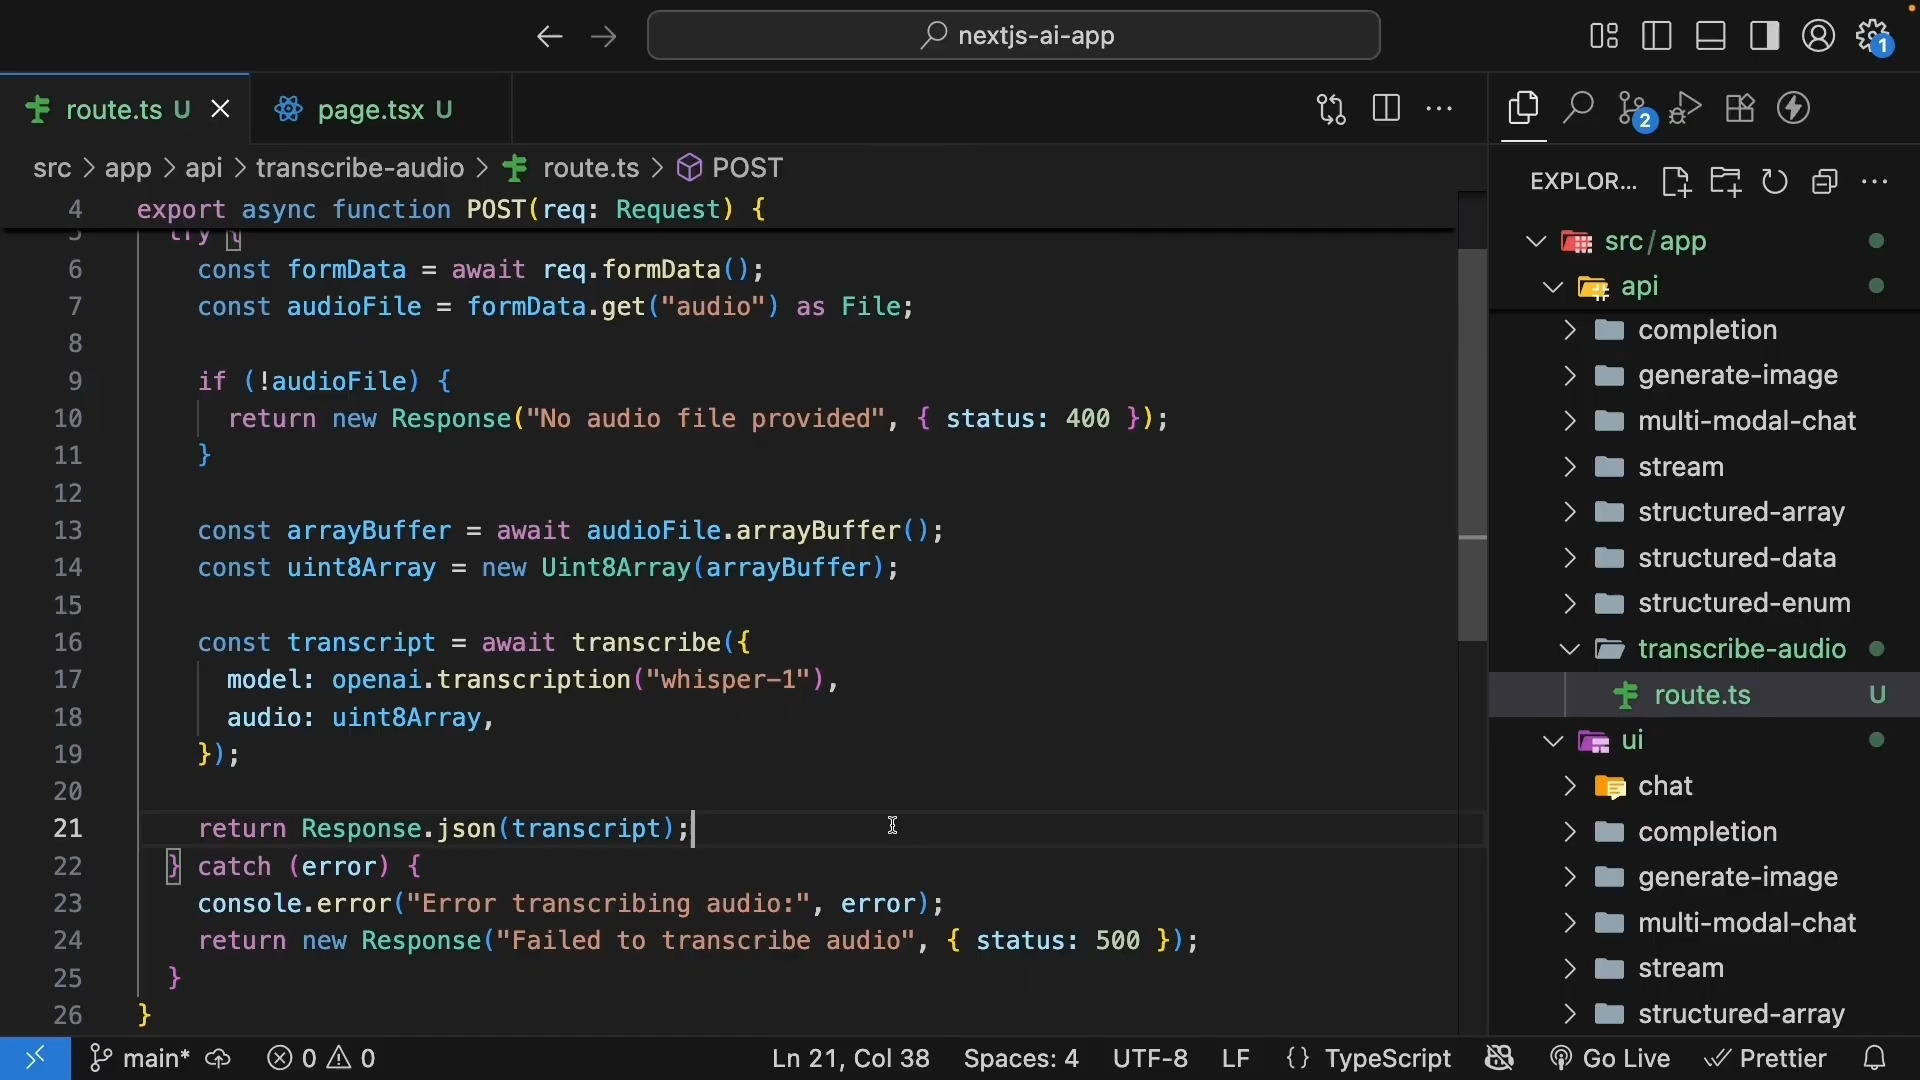 nextjs-ai-app
1
route.ts U
page.tsx U
2
src > app > api > transcribe-audio > route.ts > POST
EXPLOR...
4 export async function POST(req: Request) {
5 try {
6 const formData = await req.formData();
7 const audioFile = formData.get("audio") as File;
8
9 if (!audioFile) {
10 return new Response("No audio file provided", { status: 400 });
11 }
12
13 const arrayBuffer = await audioFile.arrayBuffer();
14 const uint8Array = new Uint8Array(arrayBuffer);
15
16 const transcript = await transcribe({
17 model: openai.transcription("whisper-1"),
18 audio: uint8Array,
19 });
20
21 return Response.json(transcript);
22 } catch (error) {
23 console.error("Error transcribing audio:", error);
24 return new Response("Failed to transcribe audio", { status: 500 });
25 }
26 }
src/app
api
completion
generate-image
multi-modal-chat
stream
structured-array
structured-data
structured-enum
transcribe-audio
route.ts U
ui
chat
completion
generate-image
multi-modal-chat
stream
structured-array
main* 0 0 Ln 21, Col 38 Spaces: 4 UTF-8 LF {} TypeScript Go Live Prettier